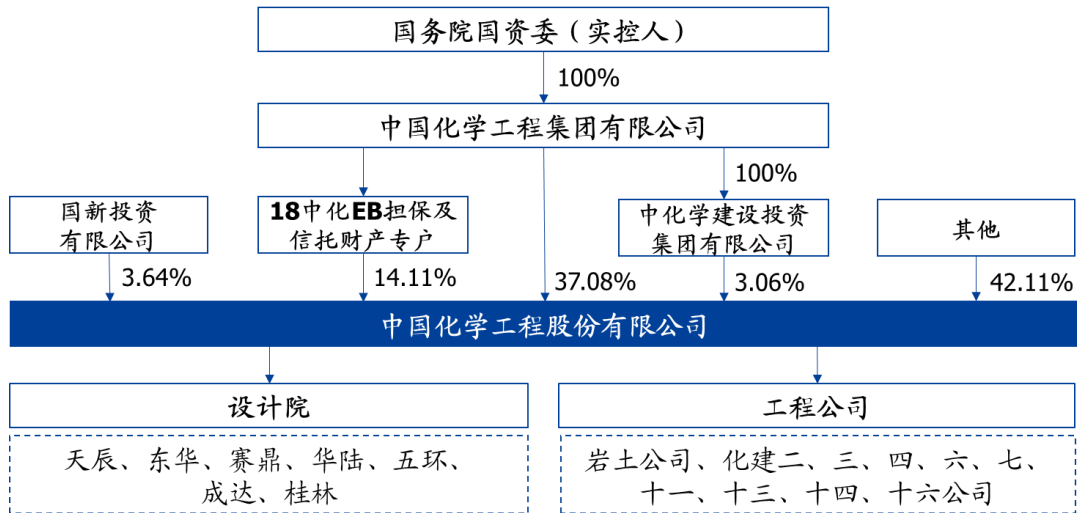 国务院国资委（实控人）
100%
中国化学工程集团有限公司
100%
国新投资
有限公司
18中化EB担保及
信托财产专户
中化学建设投资
集团有限公司
其他
3.64%
14.11%
37.08%
3.06%
42.11%
中国化学工程股份有限公司
设计院
工程公司
天辰、东华、赛鼎、华陆、五环、
成达、桂林
岩土公司、化建二、三、四、六、七、
十一、十三、十四、十六公司